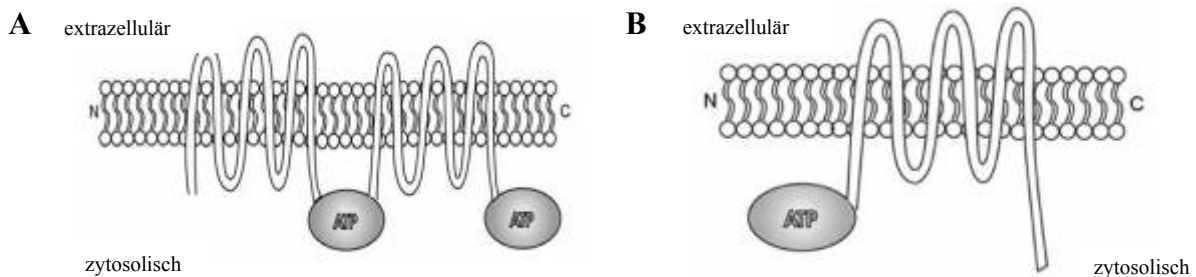 A extrazellulär
N
C
ATP
ATP
zytosolisch
B extrazellulär
N
C
ATP
zytosolisch